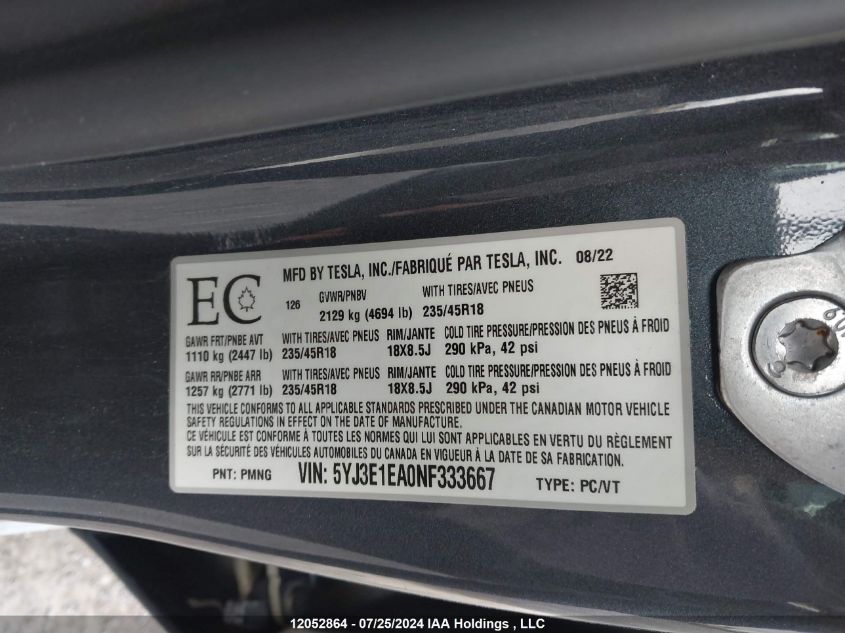 EC
MFD BY TESLA, INC./FABRIQUÉ PAR TESLA, INC. 08/22
126 GVWR/PNBV WITH TIRES/AVEC PNEUS
2129 kg (4694 lb) 235/45R18
GAWR FRT/PNBE AVT WITH TIRES/AVEC PNEUS RIM/JANTE COLD TIRE PRESSURE/PRESSION DES PNEUS À FROID
1110 kg (2447 lb) 235/45R18 18X8.5J 290 kPa, 42 psi
GAWR RR/PNBE ARR WITH TIRES/AVEC PNEUS RIM/JANTE COLD TIRE PRESSURE/PRESSION DES PNEUS À FROID
1257 kg (2771 lb) 235/45R18 18X8.5J 290 kPa, 42 psi
THIS VEHICLE CONFORMS TO ALL APPLICABLE STANDARDS PRESCRIBED UNDER THE CANADIAN MOTOR VEHICLE
SAFETY REGULATIONS IN EFFECT ON THE DATE OF MANUFACTURE.
CE VÉHICULE EST CONFORME À TOUTES LES NORMES QUI LUI SONT APPLICABLES EN VERTU DU RÈGLEMENT
SUR LA SÉCURITÉ DES VÉHICULES AUTOMOBILES DU CANADA EN VIGUEUR À LA DATE DE SA FABRICATION.
PNT: PMNG VIN: 5YJ3E1EA0NF333667 TYPE: PC/VT
12052864 - 07/25/2024 IAA Holdings , LLC